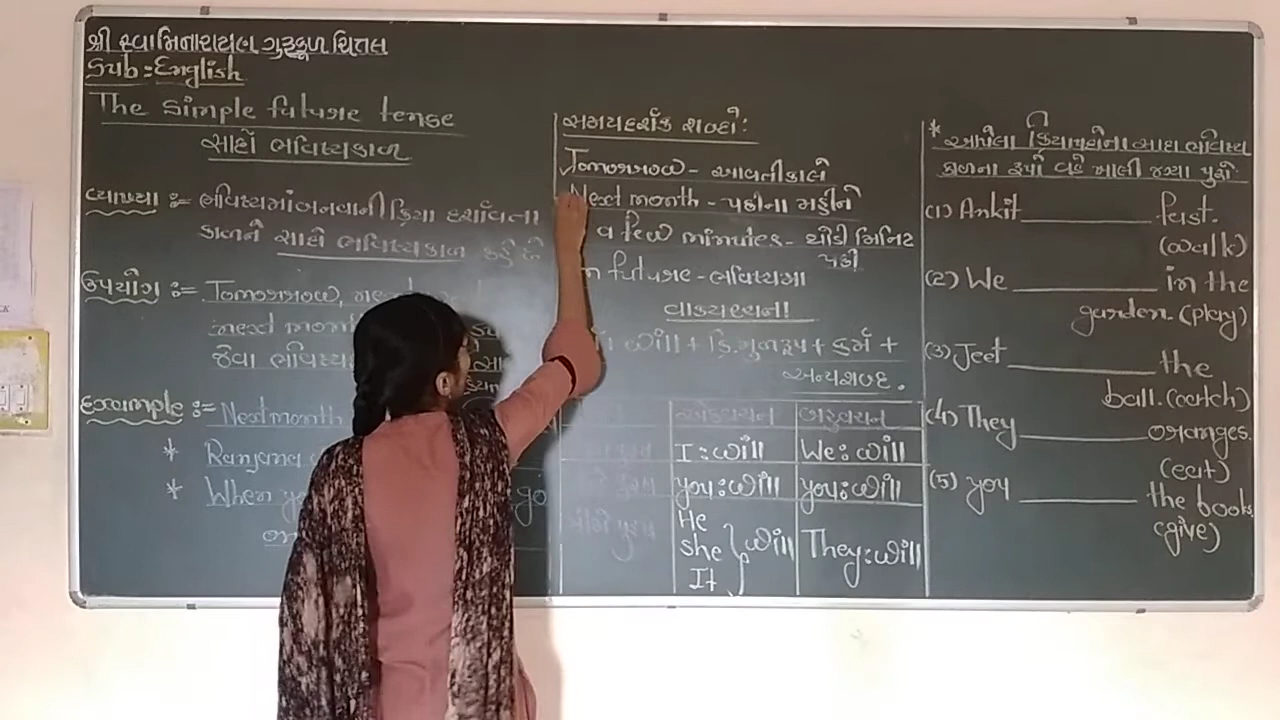 શ્રી સ્વામિનારાયણ ગુરુકૂળ ચિત્તલ
Sub:English
The simple future tense
સાદો ભવિષ્યકાળ
વ્યાખ્યા := ભવિષ્યમાં બનવાની ક્રિયા દર્શાવતા
કાળને સાદો ભવિષ્યકાળ કહે છે
ઉપયોગ := Tomorrow,
next month
જેવા
Example := Next month
* Ranjana
* When go
સમયદર્શક શબ્દો:
Tomorrow - આવતીકાલે
Next month - પછીના મહીને
a few minutes - થોડી મિનિટ
પછી
in future - ભવિષ્યમા
વાક્યરચના!
will + ક્રિ.મુળરૂપ + કર્મ +
અન્યશબ્દ.
એકવચન બહુવચન
I : will We : will
you : will you : will
ત્રીજો પુરુષ He
she } will They : will
It
* આપેલા ક્રિયાપદોના સાદા ભવિષ્ય
કાળના રૂપો વડે ખાલી જગ્યા પુરો
(1) Ankit ________ fast.
(walk)
(2) We ________ in the
garden. (play)
(3) Jeet ________ the
ball. (catch)
(4) They ________ oranges.
(eat)
(5) you ________ the books.
(give)